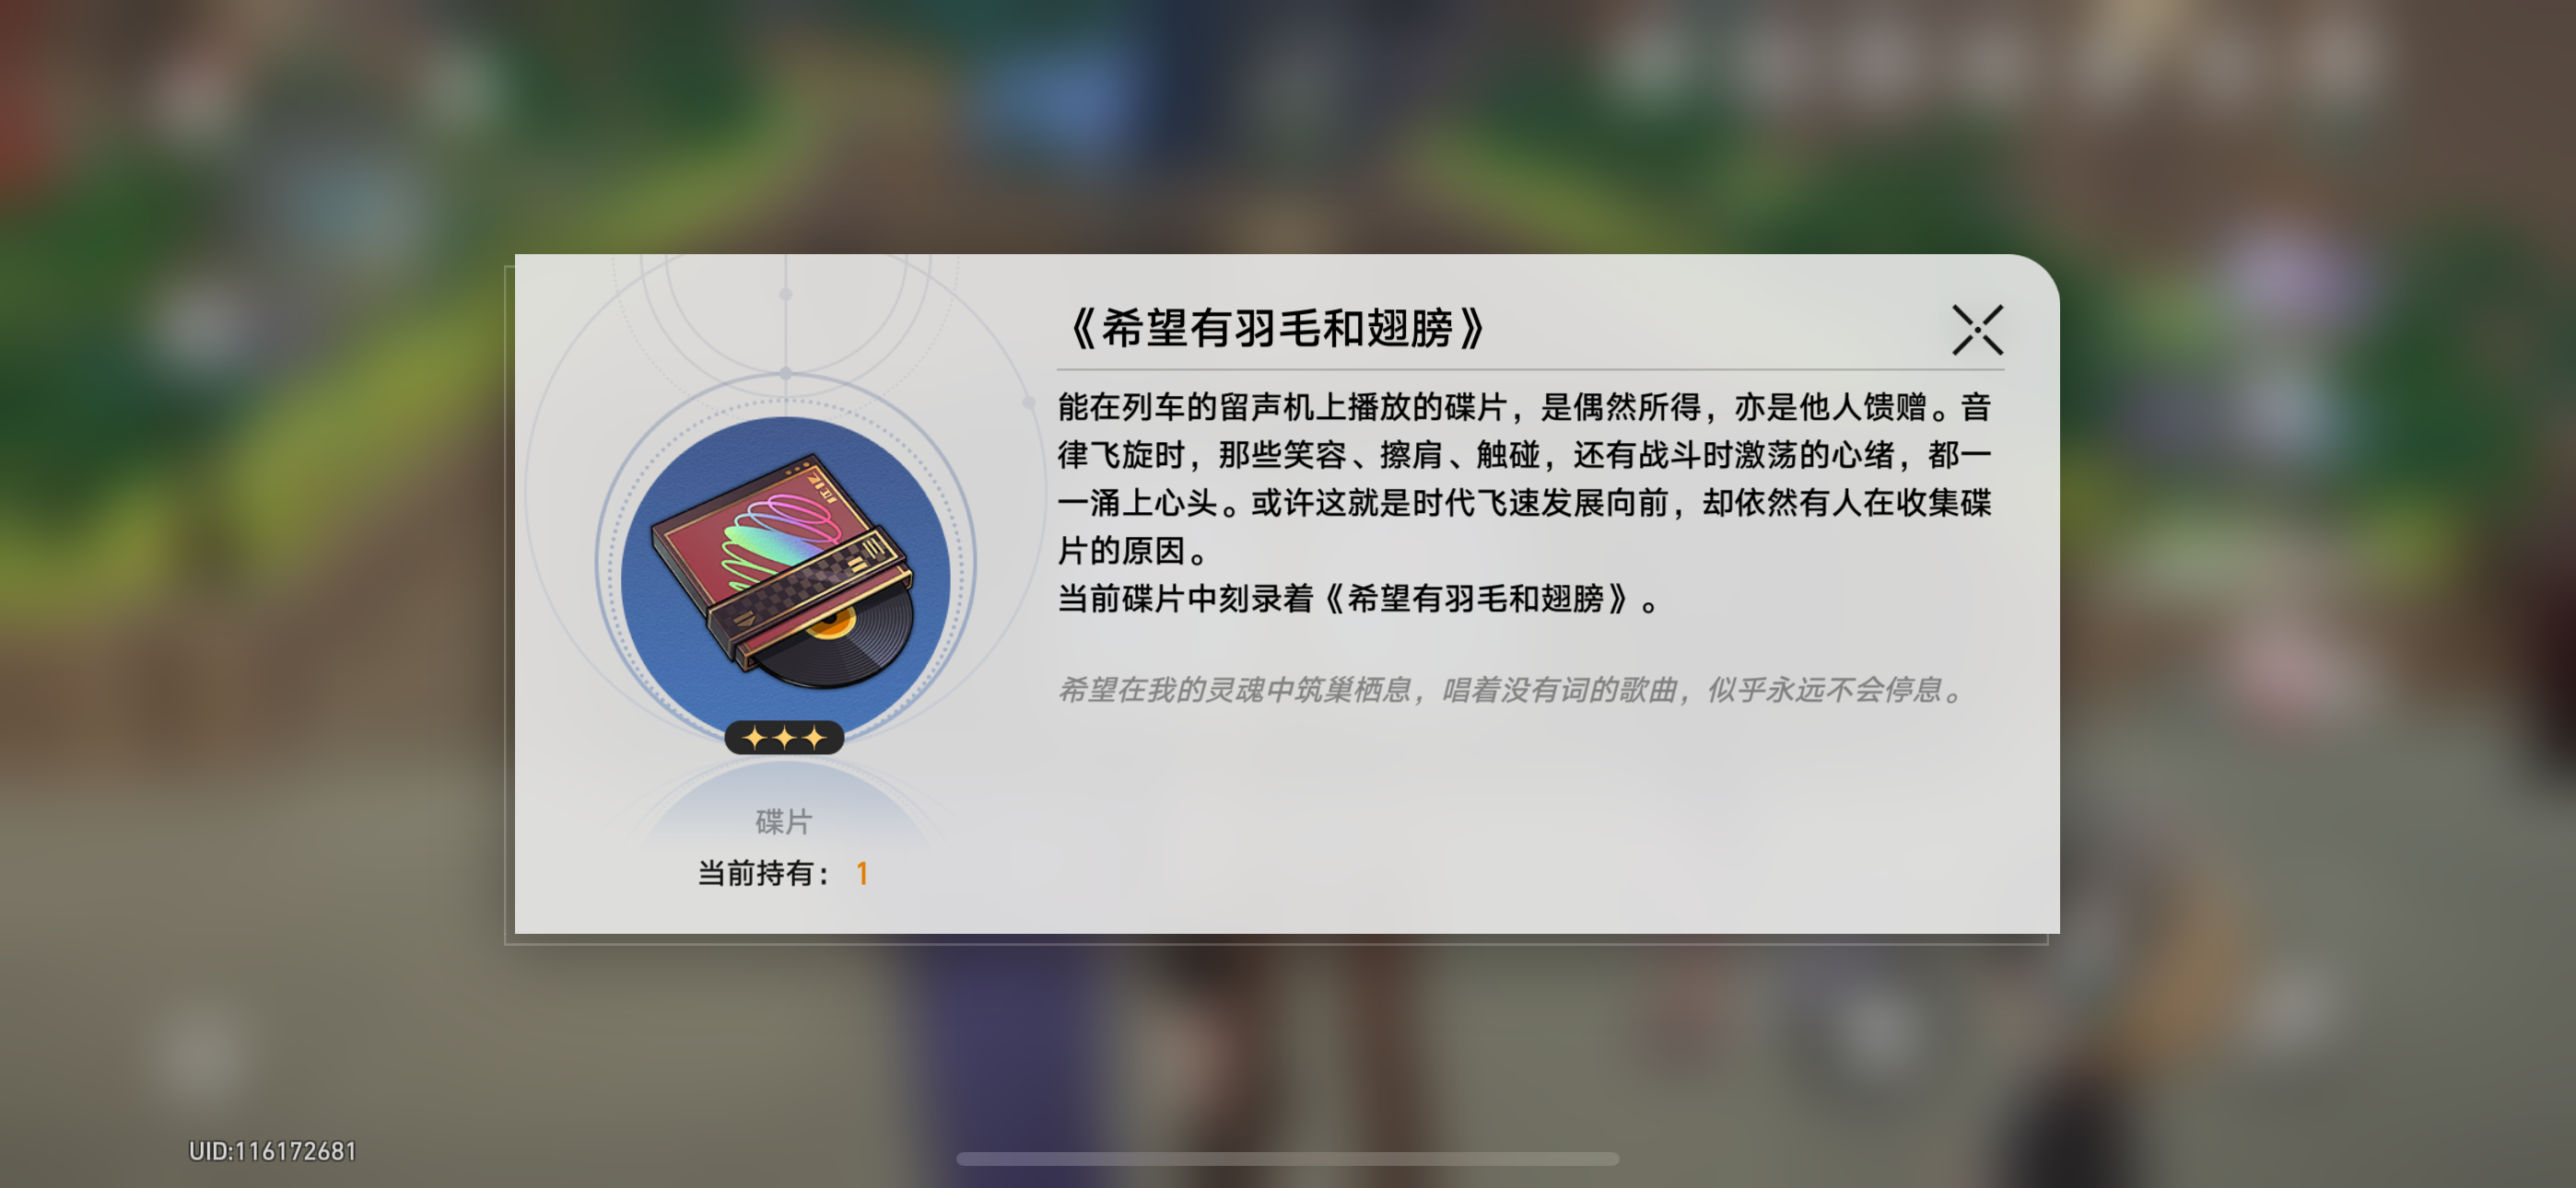 《希望有羽毛和翅膀》
能在列车的留声机上播放的碟片，是偶然所得，亦是他人馈赠。音
律飞旋时，那些笑容、擦肩、触碰，还有战斗时激荡的心绪，都一
一涌上心头。或许这就是时代飞速发展向前，却依然有人在收集碟
片的原因。
当前碟片中刻录着《希望有羽毛和翅膀》。
希望在我的灵魂中筑巢栖息，唱着没有词的歌曲，似乎永远不会停息。
碟片
当前持有： 1
UID:116172681